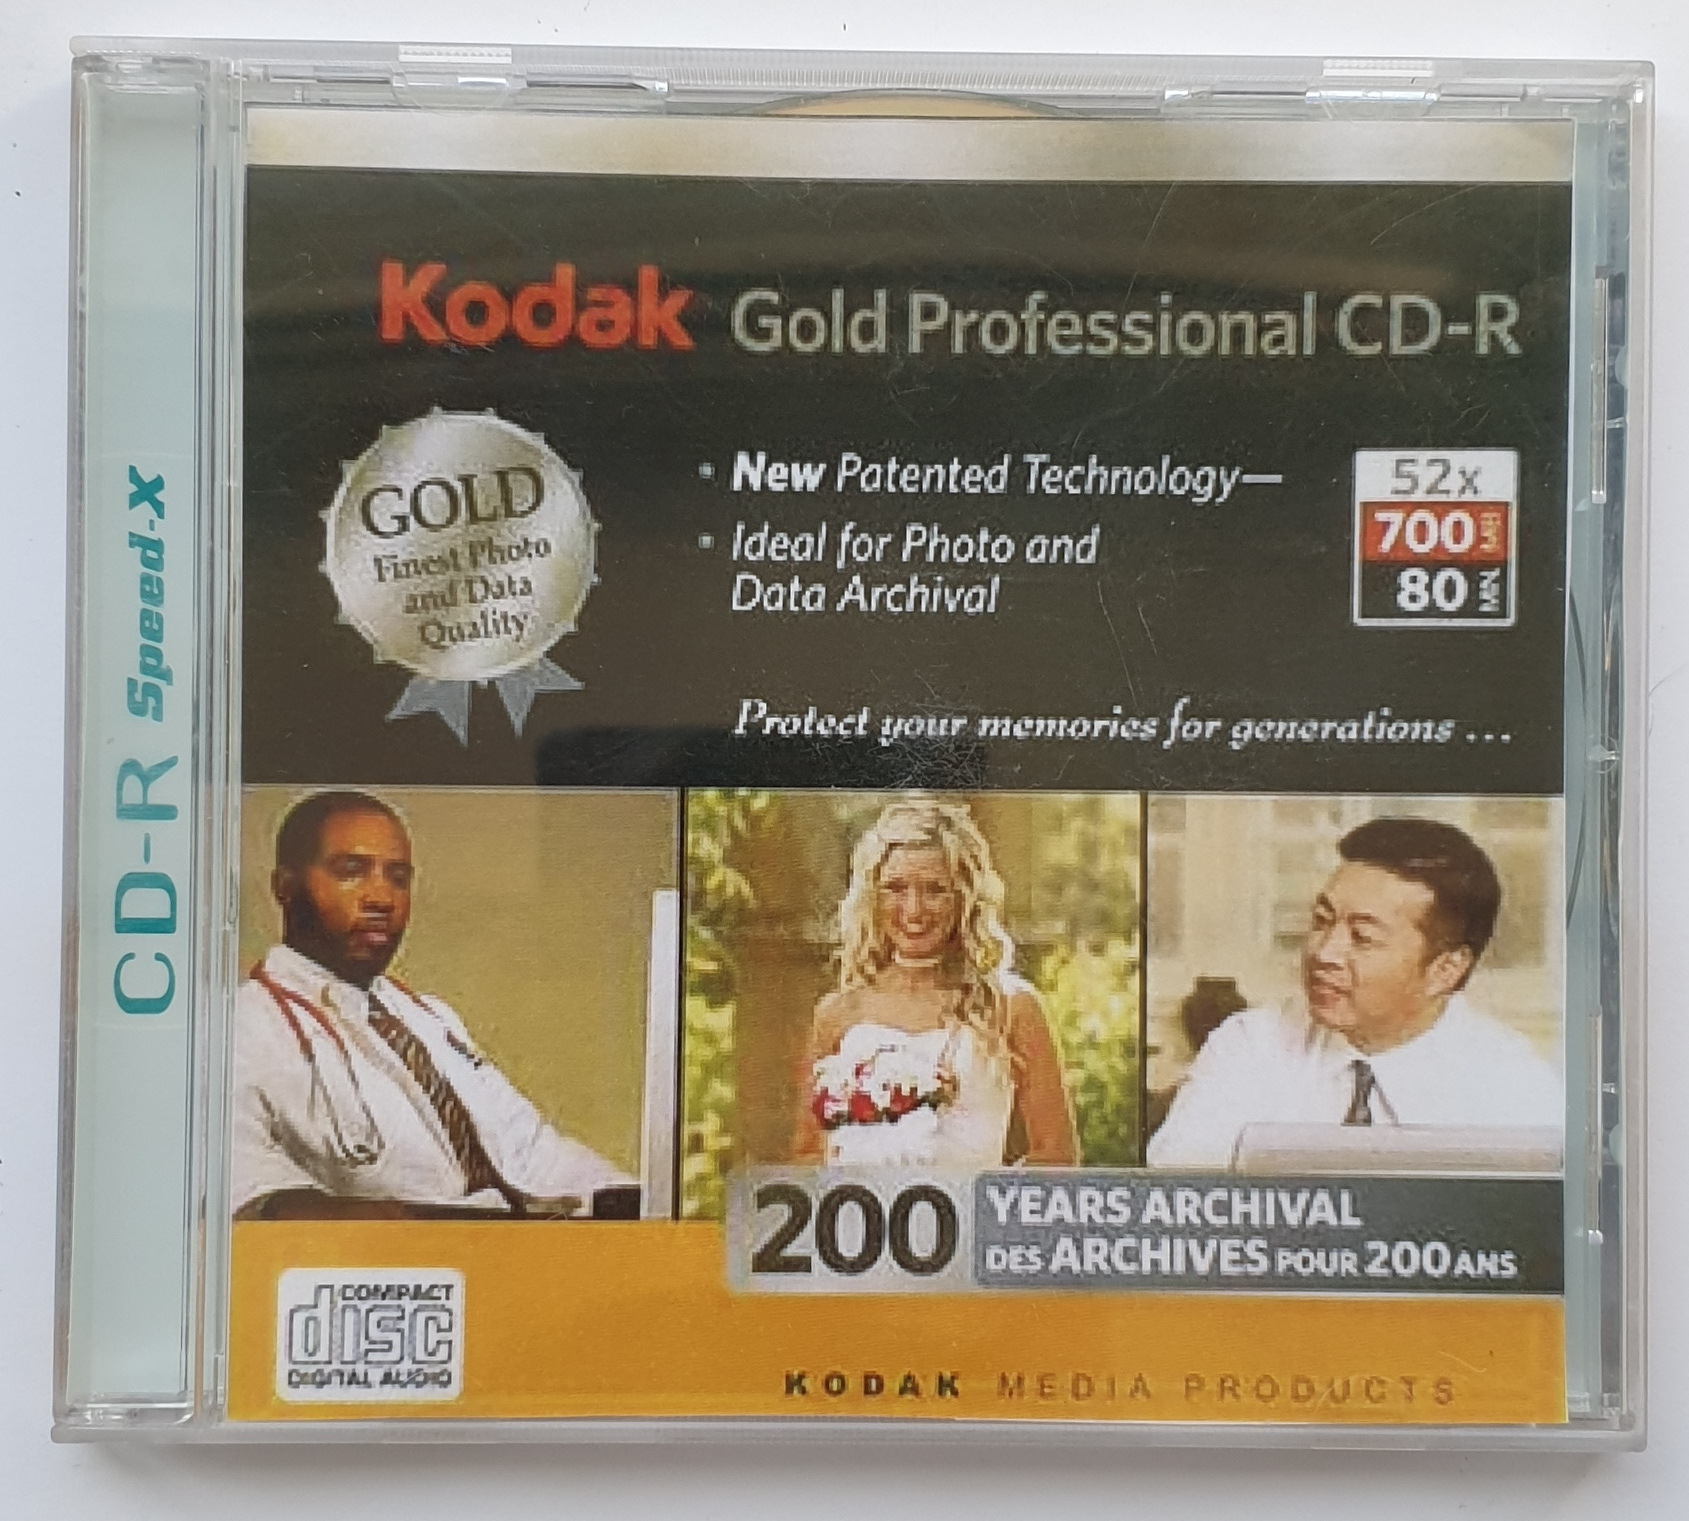 CD-R Speed-X
Kodak Gold Professional CD-R
GOLD
Finest Photo
and Data
Quality
• New Patented Technology—
• Ideal for Photo and
Data Archival
52x
700 MB
80 MIN
Protect your memories for generations ...
200 YEARS ARCHIVAL
DES ARCHIVES POUR 200 ANS
COMPACT
disc
DIGITAL AUDIO
KODAK MEDIA PRODUCTS